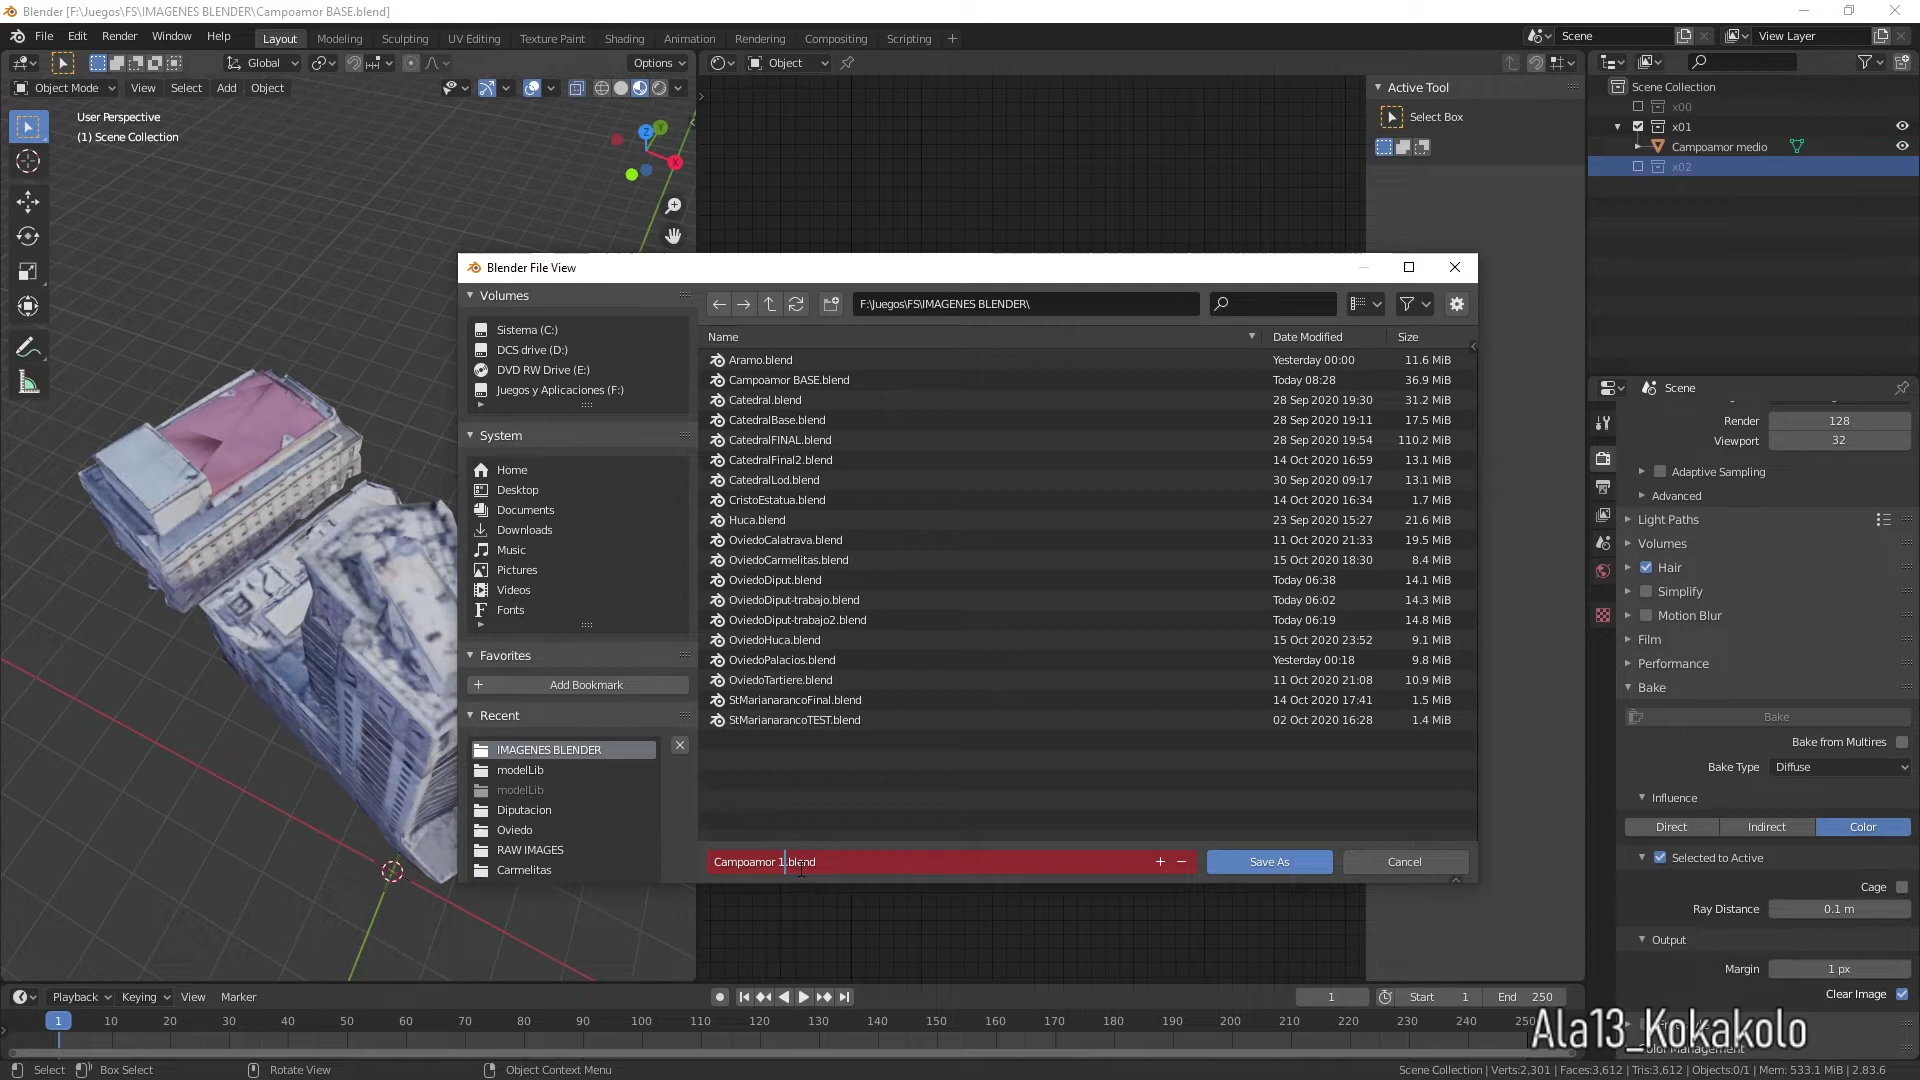 Blender [F:\Juegos\FS\IMAGENES BLENDER\Campoamor BASE.blend]
File Edit Render Window Help
Layout Modeling Sculpting UV Editing Texture Paint Shading Animation Rendering Compositing Scripting +
Scene
View Layer
Global
Options
Object
Object Mode View Select Add Object
User Perspective
(1) Scene Collection
Z
Y
X
Active Tool
Select Box
Scene Collection
x00
x01
Campoamor medio
x02
Blender File View
Volumes
Sistema (C:)
DCS drive (D:)
DVD RW Drive (E:)
Juegos y Aplicaciones (F:)
System
Home
Desktop
Documents
Downloads
Music
Pictures
Videos
Fonts
Favorites
Add Bookmark
Recent
IMAGENES BLENDER
modelLib
modelLib
Diputacion
Oviedo
RAW IMAGES
Carmelitas
F:\Juegos\FS\IMAGENES BLENDER\
Name Date Modified Size
Aramo.blend Yesterday 00:00 11.6 MiB
Campoamor BASE.blend Today 08:28 36.9 MiB
Catedral.blend 28 Sep 2020 19:30 31.2 MiB
CatedralBase.blend 28 Sep 2020 19:11 17.5 MiB
CatedralFINAL.blend 28 Sep 2020 19:54 110.2 MiB
CatedralFinal2.blend 14 Oct 2020 16:59 13.1 MiB
CatedralLod.blend 30 Sep 2020 09:17 13.1 MiB
CristoEstatua.blend 14 Oct 2020 16:34 1.7 MiB
Huca.blend 23 Sep 2020 15:27 21.6 MiB
OviedoCalatrava.blend 11 Oct 2020 21:33 19.5 MiB
OviedoCarmelitas.blend 15 Oct 2020 18:30 8.4 MiB
OviedoDiput.blend Today 06:38 14.1 MiB
OviedoDiput-trabajo.blend Today 06:02 14.3 MiB
OviedoDiput-trabajo2.blend Today 06:19 14.8 MiB
OviedoHuca.blend 15 Oct 2020 23:52 9.1 MiB
OviedoPalacios.blend Yesterday 00:18 9.8 MiB
OviedoTartiere.blend 11 Oct 2020 21:08 10.9 MiB
StMarianarancoFinal.blend 14 Oct 2020 17:41 1.5 MiB
StMarianarancoTEST.blend 02 Oct 2020 16:28 1.4 MiB
Campoamor 1.blend
+ −
Save As
Cancel
Scene
Render 128
Viewport 32
Adaptive Sampling
Advanced
Light Paths
Volumes
Hair
Simplify
Motion Blur
Film
Performance
Bake
Bake
Bake from Multires
Bake Type Diffuse
Influence
Direct Indirect Color
Selected to Active
Cage
Ray Distance 0.1 m
Output
Margin 1 px
Clear Image
Color Management
Ala13_Kokakolo
Playback Keying View Marker
1 Start 1 End 250
1 10 20 30 40 50 60 70 80 90 100 110 120 130 140 150 160 170 180 190 200 210 220 230 240 250
Select Box Select Rotate View Object Context Menu
Scene Collection | Verts:2,301 | Faces:3,612 | Tris:3,612 | Objects:0/1 | Mem: 533.1 MiB | 2.83.6